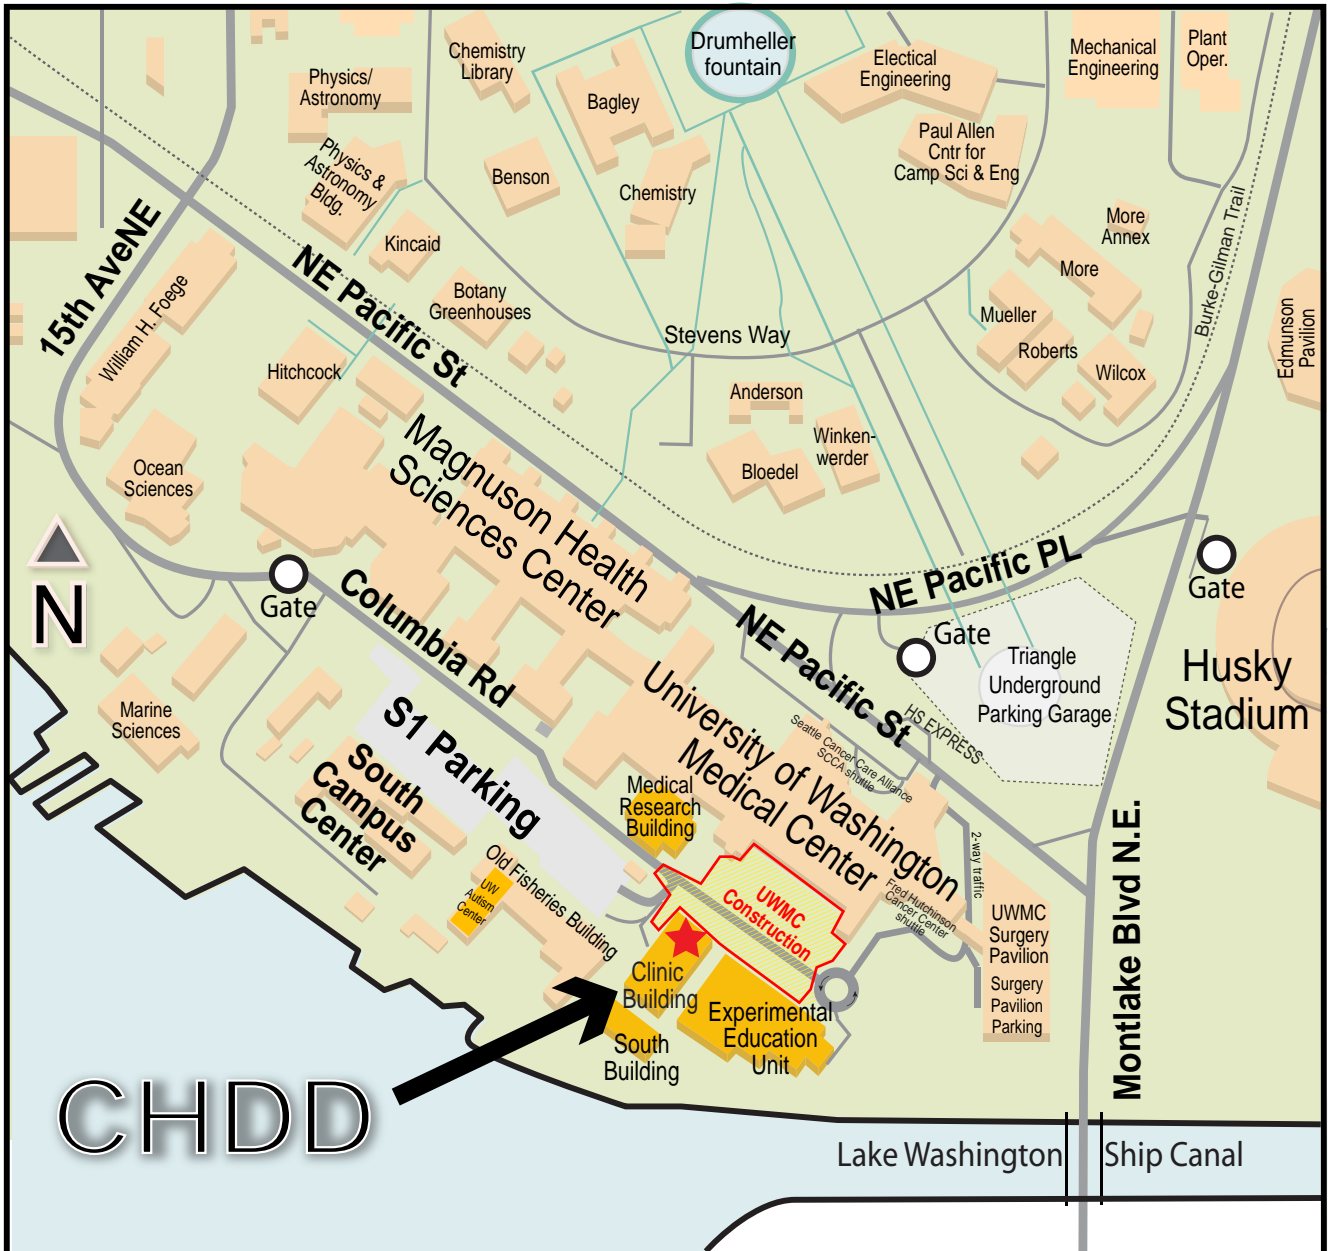 Drumheller
fountain
Chemistry
Library
Physics/
Astronomy
Bagley
Electical
Engineering
Mechanical
Engineering
Plant
Oper.
Physics &
Astronomy
Bldg.
Benson
Chemistry
Paul Allen
Cntr for
Camp Sci & Eng
More
Annex
More
Burke-Gilman Trail
Kincaid
Botany
Greenhouses
15th AveNE
NE Pacific St
William H. Foege
Hitchcock
Stevens Way
Mueller
Roberts
Wilcox
Edmunson
Pavilion
Anderson
Winken-
werder
Bloedel
Ocean
Sciences
Magnuson Health
Sciences Center
N
Gate
Columbia Rd
NE Pacific PL
Gate
Gate
NE Pacific St
Triangle
Underground
Parking Garage
Husky
Stadium
Marine
Sciences
S1 Parking
South
Campus
Center
University of Washington
Medical Center
HS EXPRESS
Seattle Cancer Care Alliance
SCCA shuttle
Medical
Research
Building
2-way traffic
Old Fisheries Building
UW
Autism
Center
UWMC
Construction
Fred Hutchinson
Cancer Center
shuttle
UWMC
Surgery
Pavilion
Surgery
Pavilion
Parking
Montlake Blvd N.E.
Clinic
Building
Experimental
Education
Unit
South
Building
CHDD
Lake Washington
Ship Canal